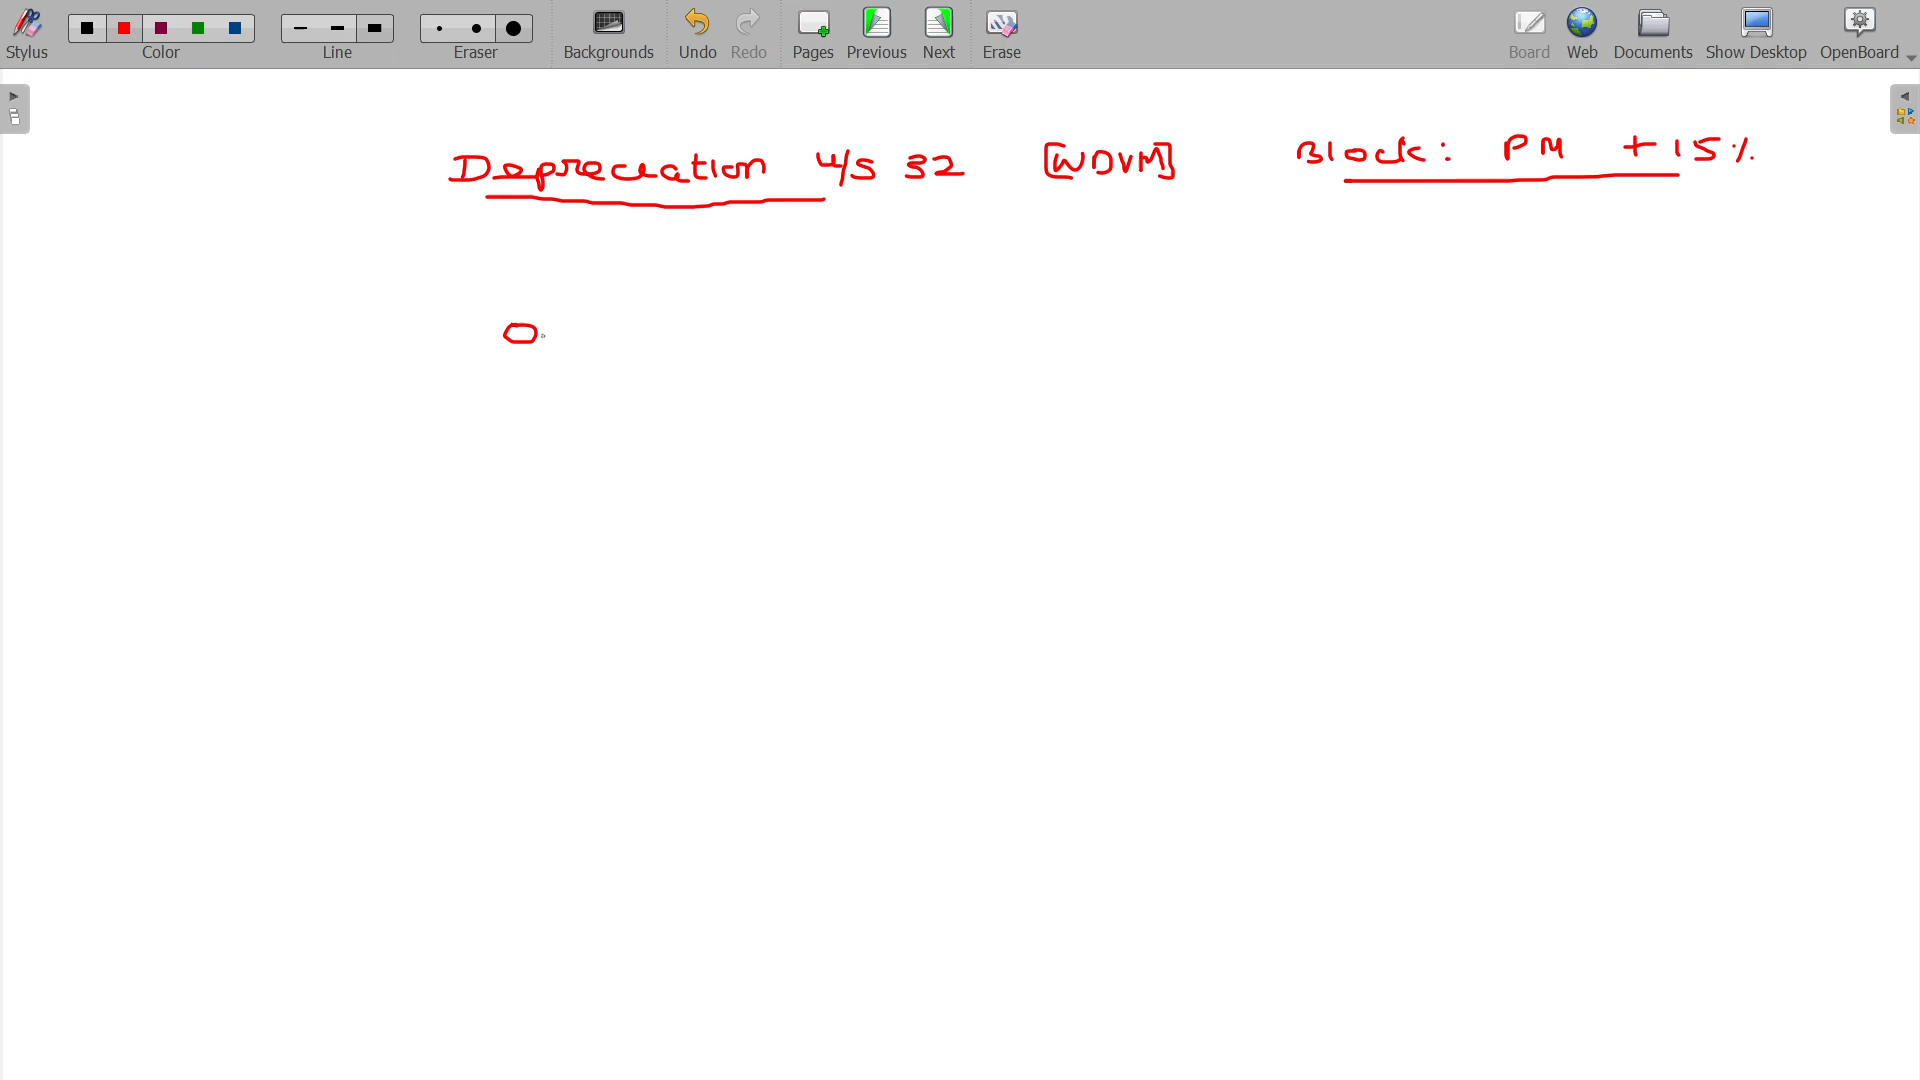 Stylus Color Line Eraser Backgrounds Undo Redo Pages Previous Next Erase Board Web Documents Show Desktop OpenBoard
Depreciation u/s 32 [WDVM] Block: PM + 15%
O